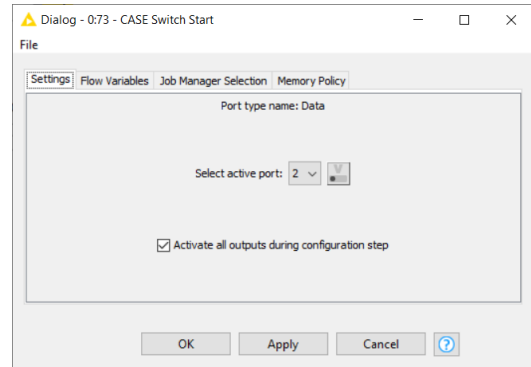 Dialog - 0:73 - CASE Switch Start
File
Settings Flow Variables Job Manager Selection Memory Policy
Port type name: Data
Select active port: 2 V
Activate all outputs during configuration step
OK Apply Cancel ?